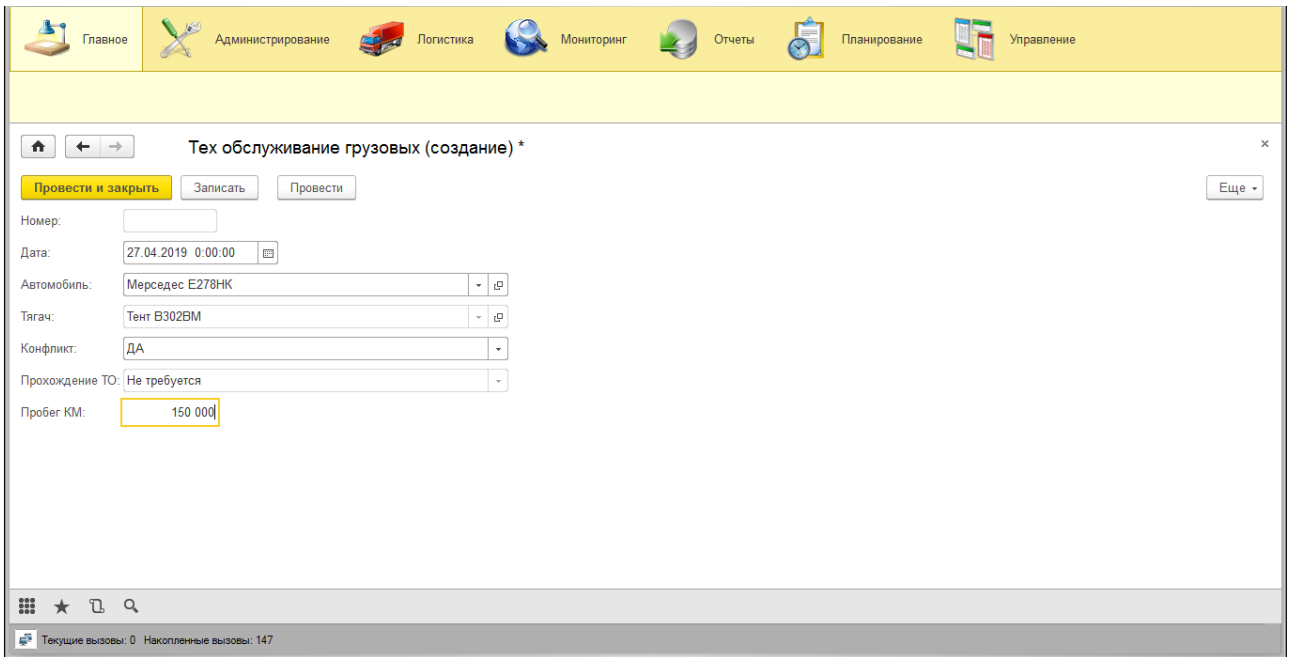 Главное Администрирование Логистика Мониторинг Отчеты Планирование Управление
Тех обслуживание грузовых (создание) *
Провести и закрыть Записать Провести Еще
Номер:
Дата: 27.04.2019 0:00:00
Автомобиль: Мерседес Е278НК
Тягач: Тент В302ВМ
Конфликт: ДА
Прохождение ТО: Не требуется
Пробег КМ: 150 000
Текущие вызовы: 0 Накопленные вызовы: 147